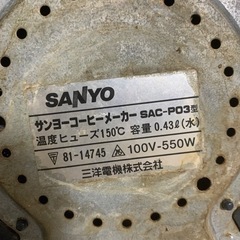 SANYO
サンヨーコーヒーメーカー SAC-P03型
温度ヒューズ150℃ 容量 0.43ℓ(水)
81-14745 100V-550W
三洋電機株式会社